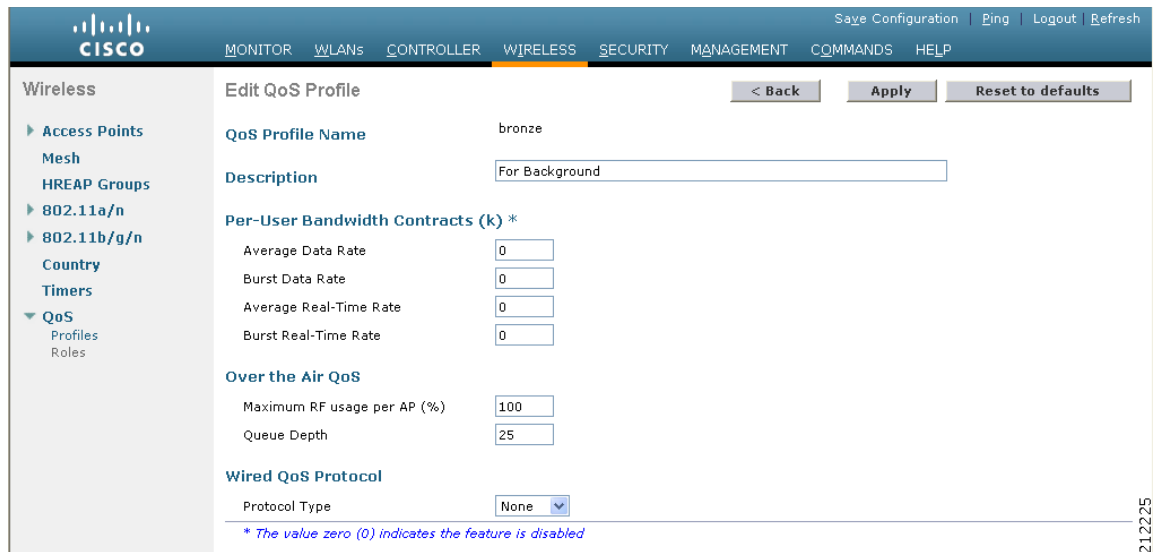 Save Configuration | Ping | Logout | Refresh
CISCO
MONITOR WLANs CONTROLLER WIRELESS SECURITY MANAGEMENT COMMANDS HELP
Wireless
Access Points
Mesh
HREAP Groups
802.11a/n
802.11b/g/n
Country
Timers
QoS
Profiles
Roles
Edit QoS Profile
< Back
Apply
Reset to defaults
QoS Profile Name bronze
Description For Background
Per-User Bandwidth Contracts (k) *
Average Data Rate 0
Burst Data Rate 0
Average Real-Time Rate 0
Burst Real-Time Rate 0
Over the Air QoS
Maximum RF usage per AP (%) 100
Queue Depth 25
Wired QoS Protocol
Protocol Type None
* The value zero (0) indicates the feature is disabled
212225